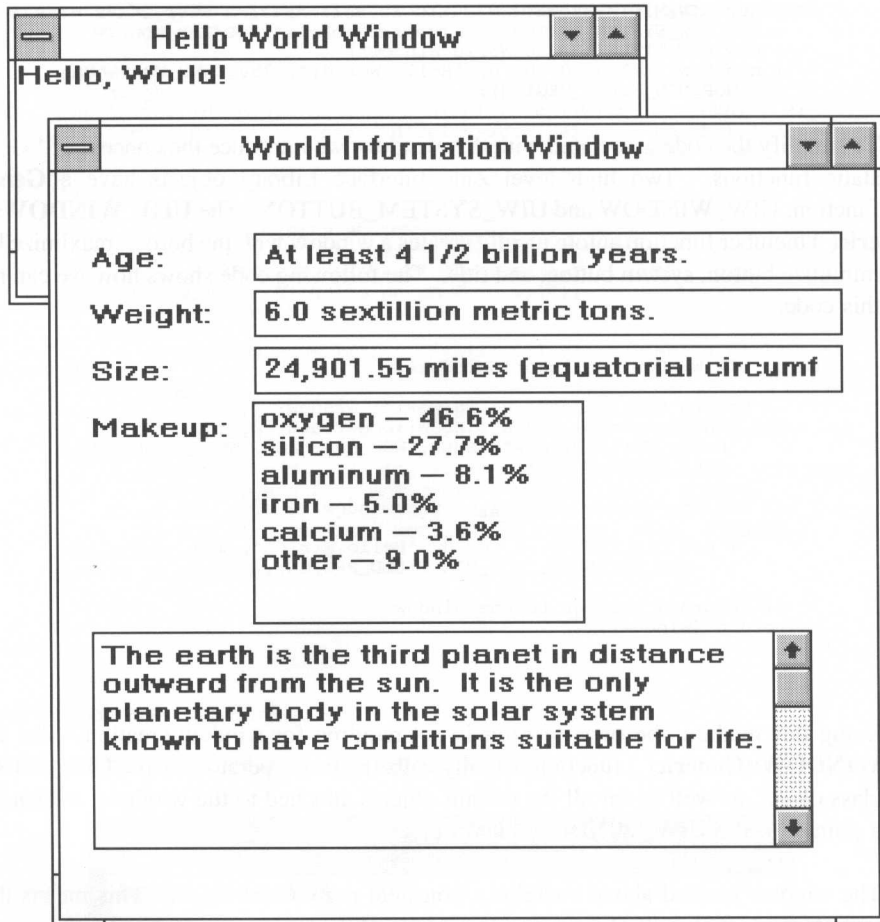 Hello World Window
Hello, World!
World Information Window
Age: At least 4 1/2 billion years.
Weight: 6.0 sextillion metric tons.
Size: 24,901.55 miles (equatorial circumf
Makeup: oxygen — 46.6%
silicon — 27.7%
aluminum — 8.1%
iron — 5.0%
calcium — 3.6%
other — 9.0%
The earth is the third planet in distance
outward from the sun. It is the only
planetary body in the solar system
known to have conditions suitable for life.